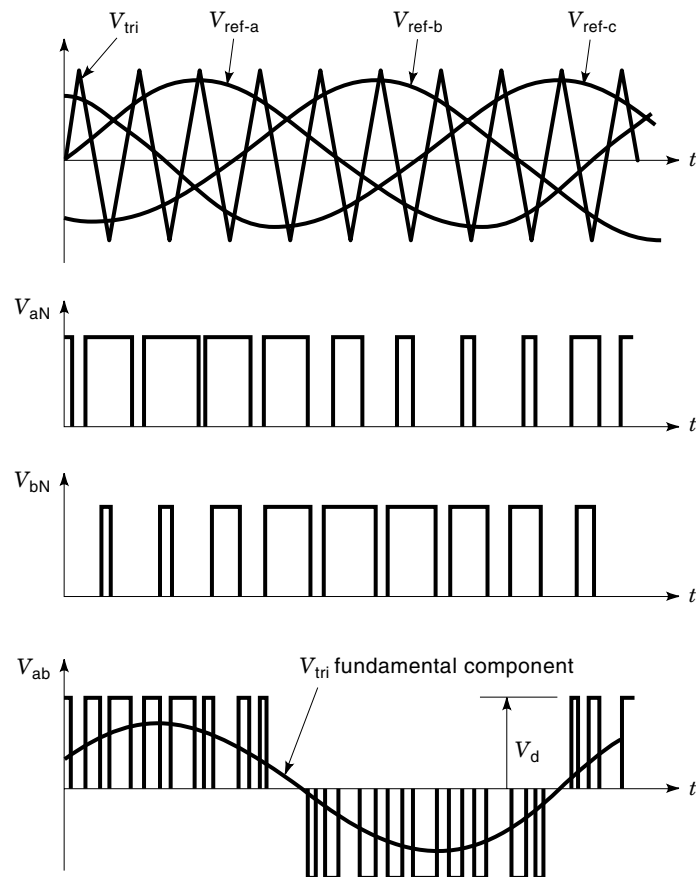 V_tri V_ref-a V_ref-b V_ref-c
t
V_aN
t
V_bN
t
V_ab
V_tri fundamental component
V_d
t